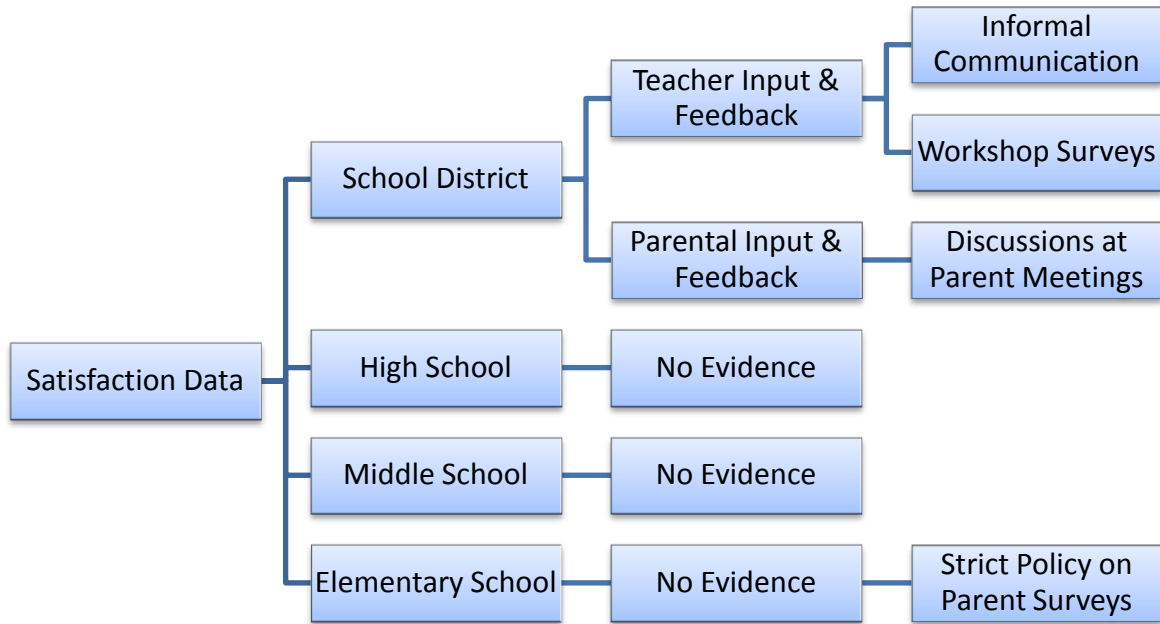 Informal
Communication
Teacher Input &
Feedback
Workshop Surveys
School District
Parental Input &
Feedback
Discussions at
Parent Meetings
Satisfaction Data
High School
No Evidence
Middle School
No Evidence
Elementary School
No Evidence
Strict Policy on
Parent Surveys